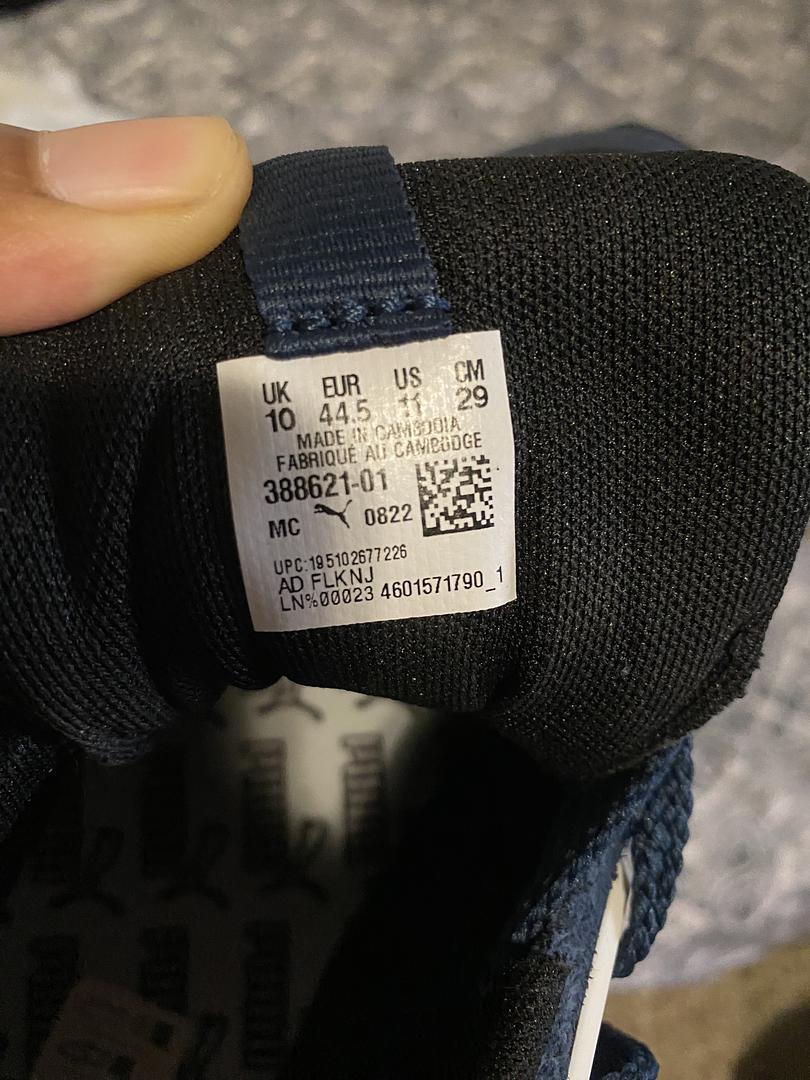 UK EUR US CM
10 44.5 11 29
MADE IN CAMBODIA
FABRIQUÉ AU CAMBODGE
388621-01
MC 0822
UPC:195102677226
AD FLKNJ
LN%00023 4601571790_1